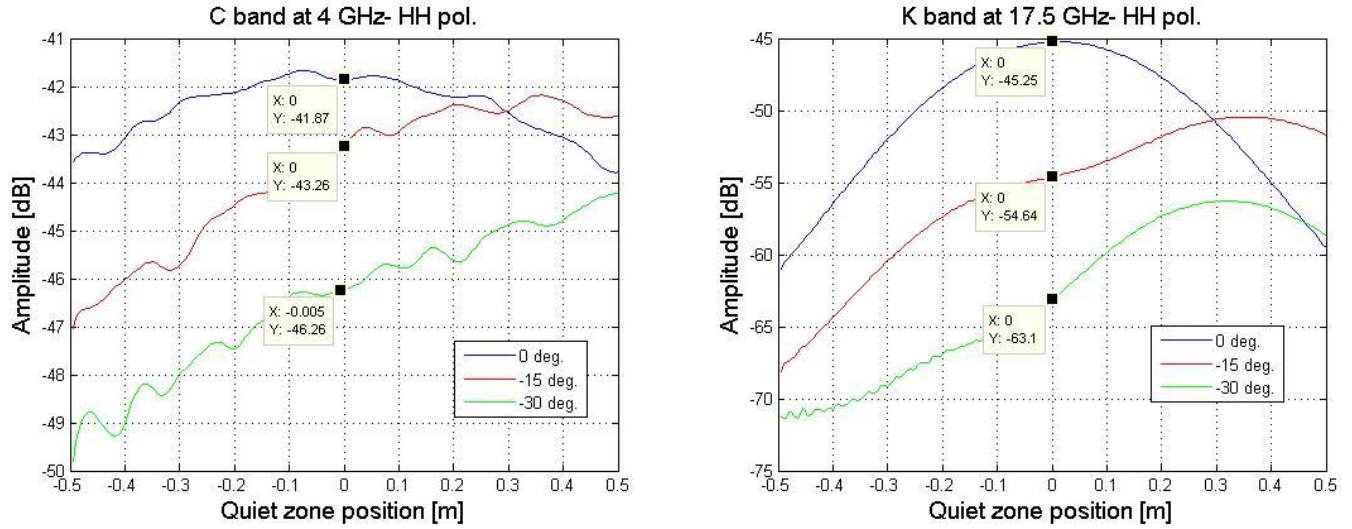 C band at 4 GHz- HH pol.
-41
-42
-43
-44
-45
-46
-47
-48
-49
-50
Amplitude [dB]
X: 0
Y: -41.87
X: 0
Y: -43.26
X: -0.005
Y: -46.26
0 deg.
-15 deg.
-30 deg.
-0.5 -0.4 -0.3 -0.2 -0.1 0 0.1 0.2 0.3 0.4 0.5
Quiet zone position [m]
K band at 17.5 GHz- HH pol.
-45
-50
-55
-60
-65
-70
-75
Amplitude [dB]
X: 0
Y: -45.25
X: 0
Y: -54.64
X: 0
Y: -63.1
0 deg.
-15 deg.
-30 deg.
-0.5 -0.4 -0.3 -0.2 -0.1 0 0.1 0.2 0.3 0.4 0.5
Quiet zone position [m]